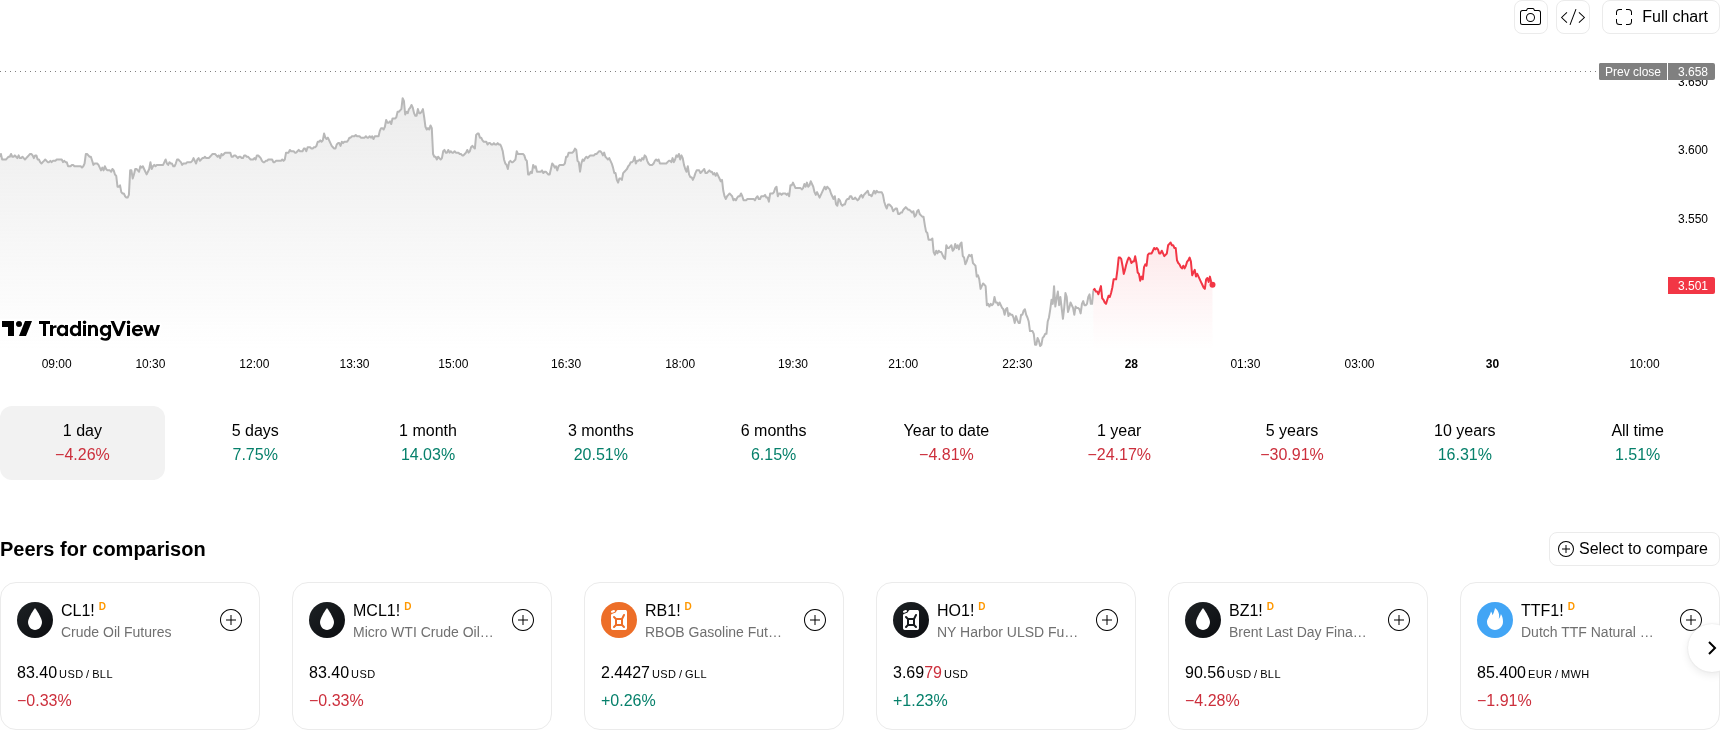 Full chart
Prev close 3.658
3.650
3.600
3.550
3.501
TradingView
09:00 10:30 12:00 13:30 15:00 16:30 18:00 19:30 21:00 22:30 28 01:30 03:00 30 10:00
1 day 5 days 1 month 3 months 6 months Year to date 1 year 5 years 10 years All time
−4.26% 7.75% 14.03% 20.51% 6.15% −4.81% −24.17% −30.91% 16.31% 1.51%
Peers for comparison
Select to compare
CL1! D
Crude Oil Futures
83.40 USD / BLL
−0.33%
MCL1! D
Micro WTI Crude Oil…
83.40 USD
−0.33%
RB1! D
RBOB Gasoline Fut…
2.4427 USD / GLL
+0.26%
HO1! D
NY Harbor ULSD Fu…
3.6979 USD
+1.23%
BZ1! D
Brent Last Day Fina…
90.56 USD / BLL
−4.28%
TTF1! D
Dutch TTF Natural …
85.400 EUR / MWH
−1.91%